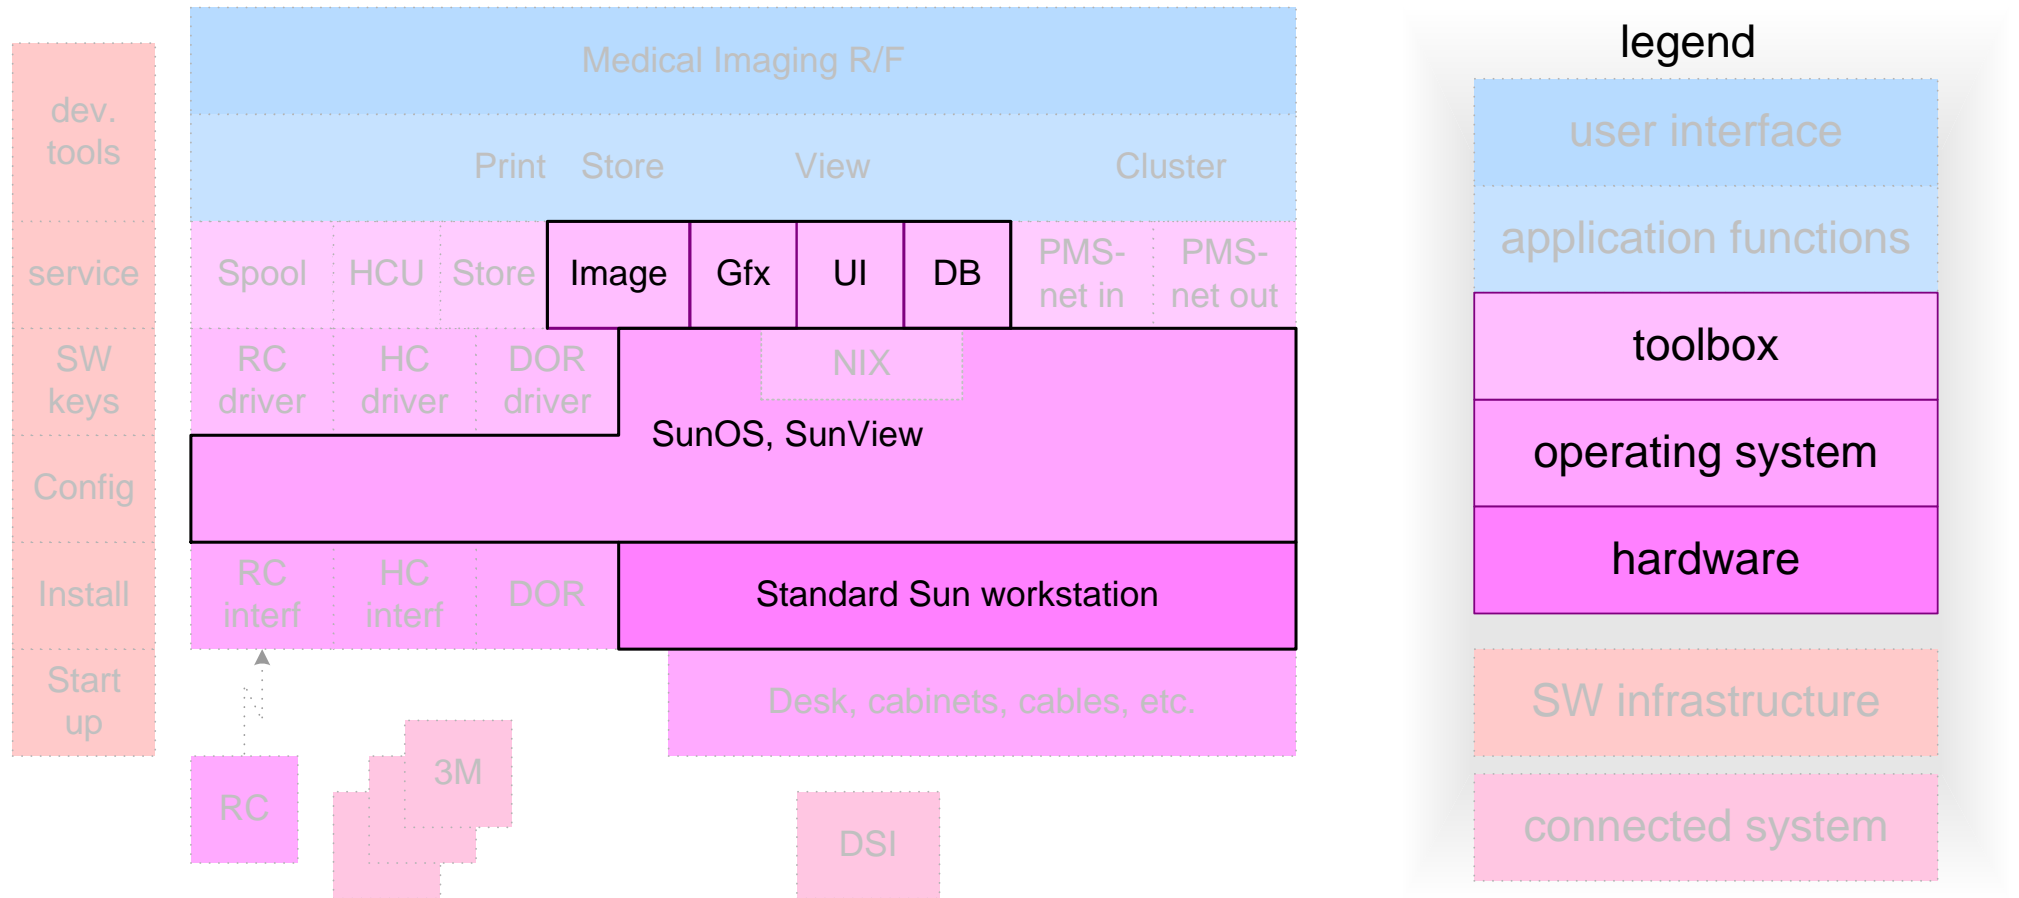 legend
Medical Imaging R/F
dev.
tools
user interface
Print Store View Cluster
application functions
service
Spool HCU Store Image Gfx UI DB
PMS-
net in
PMS-
net out
toolbox
SW
keys
RC
driver
HC
driver
DOR
driver
NIX
SunOS, SunView
operating system
Config
hardware
Install
RC
interf
HC
interf
DOR
Standard Sun workstation
Start
up
Desk, cabinets, cables, etc.
SW infrastructure
RC
3M
DSI
connected system